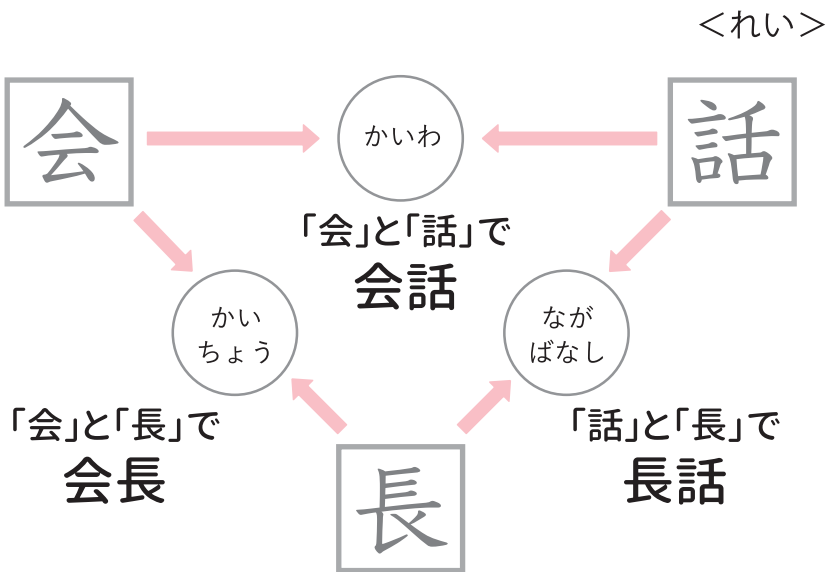 ＜れい＞
会
かいわ
話
「会」と「話」で
会話
かい
ちょう
なが
ばなし
「会」と「長」で
会長
「話」と「長」で
長話
長